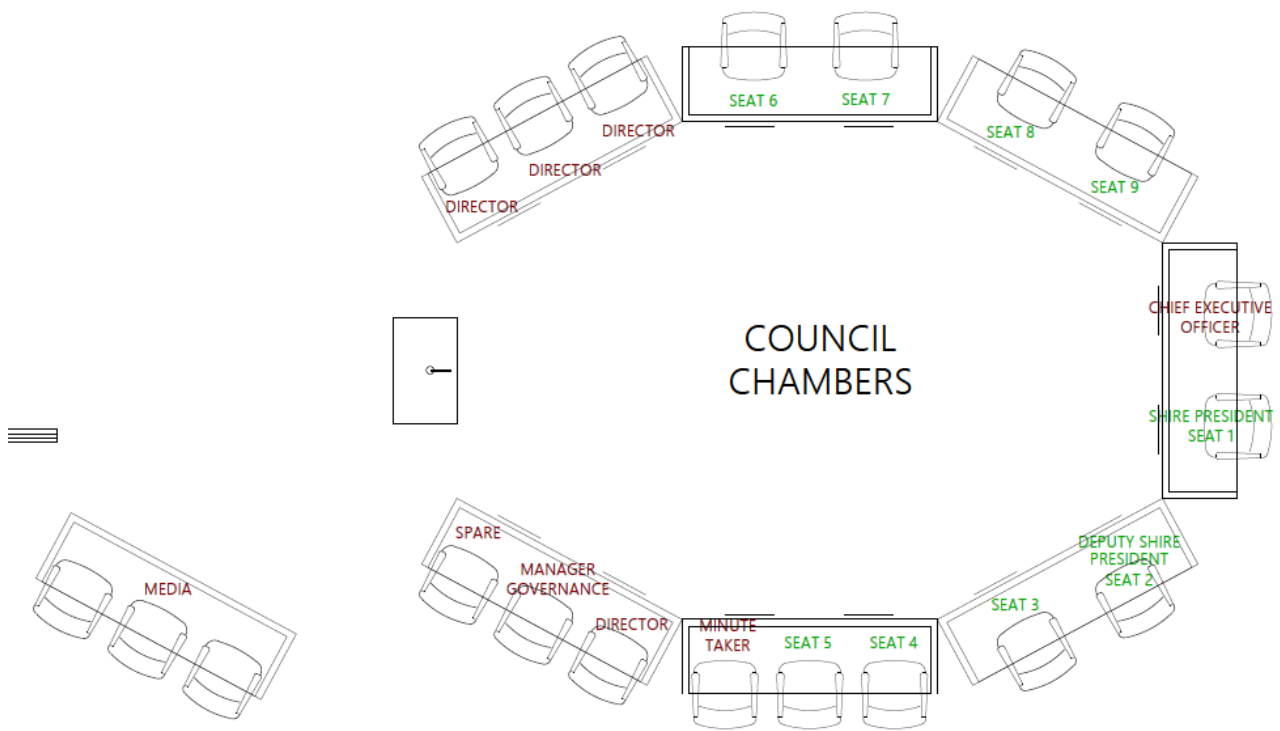 SEAT 6
SEAT 7
DIRECTOR
DIRECTOR
DIRECTOR
SEAT 8
SEAT 9
CHIEF EXECUTIVE
OFFICER
COUNCIL
CHAMBERS
SHIRE PRESIDENT
SEAT 1
DEPUTY SHIRE
PRESIDENT
SEAT 2
SEAT 3
SPARE
MANAGER
GOVERNANCE
DIRECTOR
MINUTE
TAKER
SEAT 5
SEAT 4
MEDIA